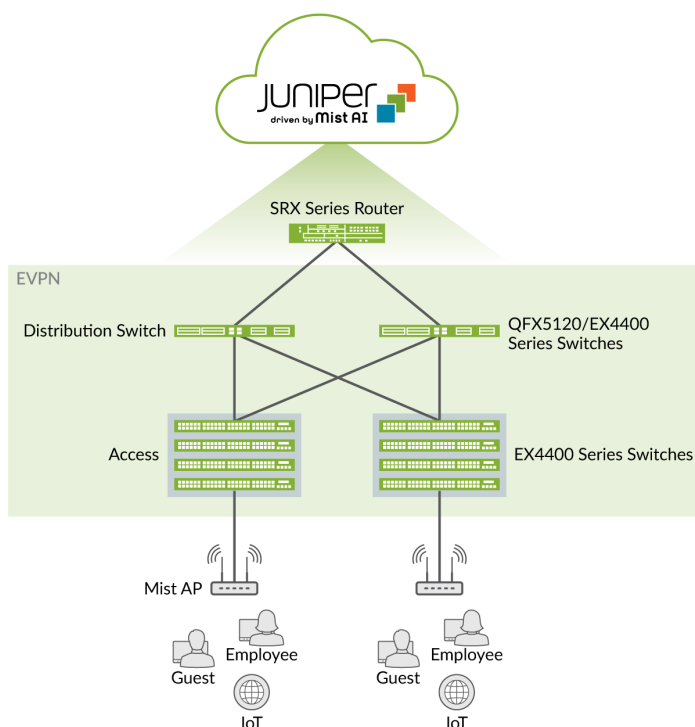 JUNIPER
driven by Mist AI
SRX Series Router
EVPN
Distribution Switch
QFX5120/EX4400
Series Switches
Access
EX4400 Series Switches
Mist AP
Employee
Guest
IoT
Employee
Guest
IoT